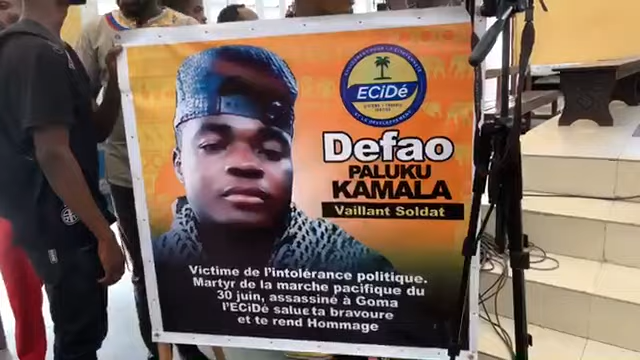 ECiDé
Defao
PALUKU
KAMALA
Vaillant Soldat
Victime de l'intolérance politique.
Martyr de la marche pacifique du
30 juin, assassiné à Goma
l'ECiDé salue ta bravoure
et te rend Hommage